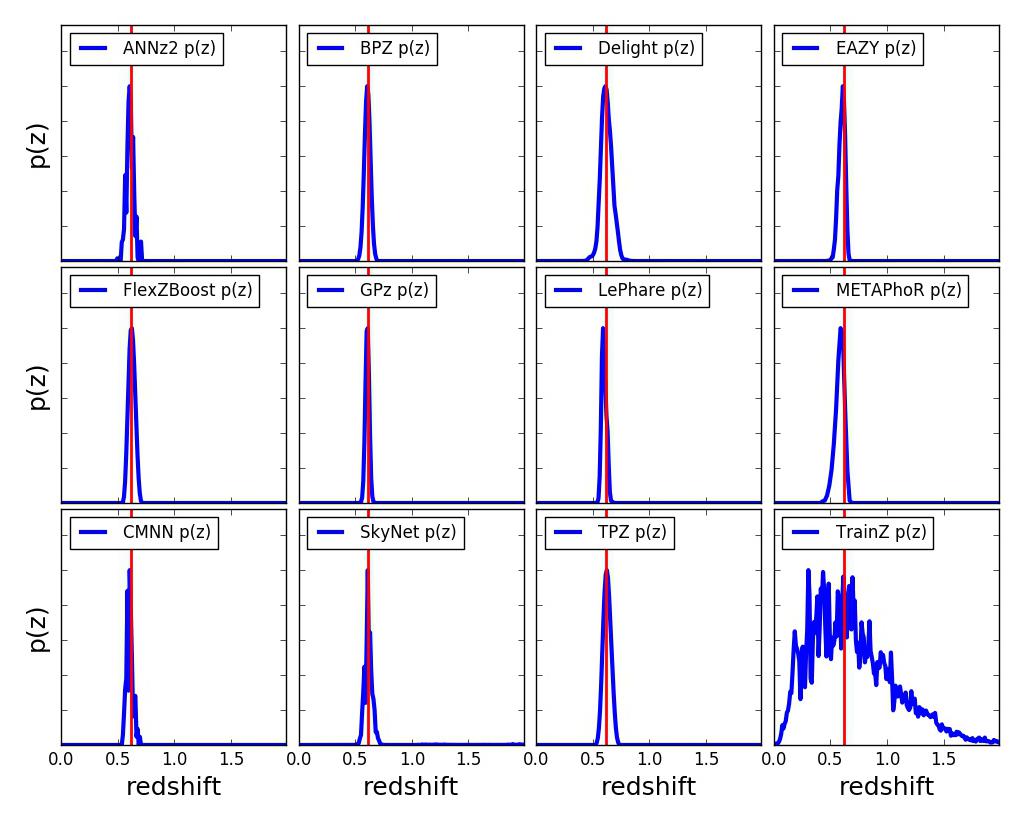 ANNz2 p(z)
BPZ p(z)
Delight p(z)
EAZY p(z)
p(z)
FlexZBoost p(z)
GPz p(z)
LePhare p(z)
METAPhoR p(z)
p(z)
CMNN p(z)
SkyNet p(z)
TPZ p(z)
TrainZ p(z)
p(z)
0.0 0.5 1.0 1.5 0.0 0.5 1.0 1.5 0.0 0.5 1.0 1.5 0.0 0.5 1.0 1.5
redshift redshift redshift redshift